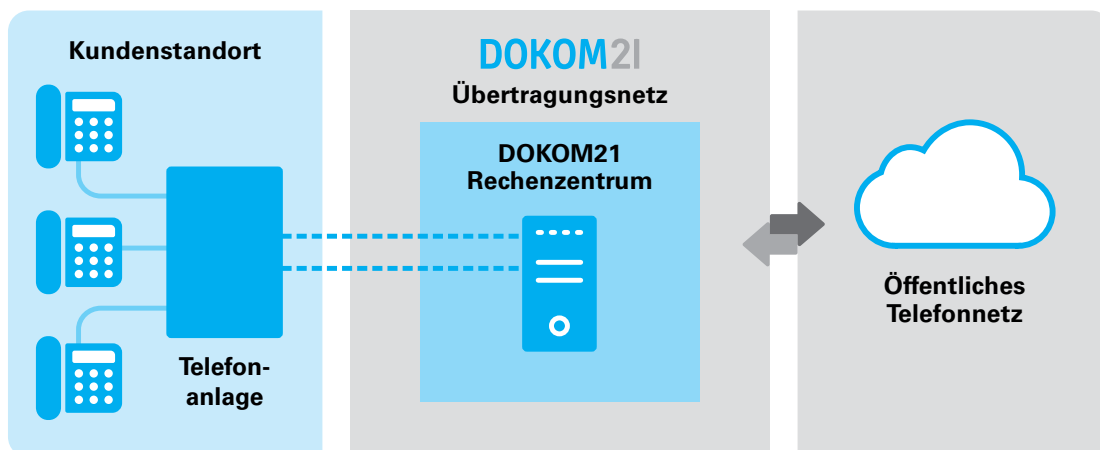 Kundenstandort
Telefon-
anlage
DOKOM21
Übertragungsnetz
DOKOM21
Rechenzentrum
Öffentliches
Telefonnetz